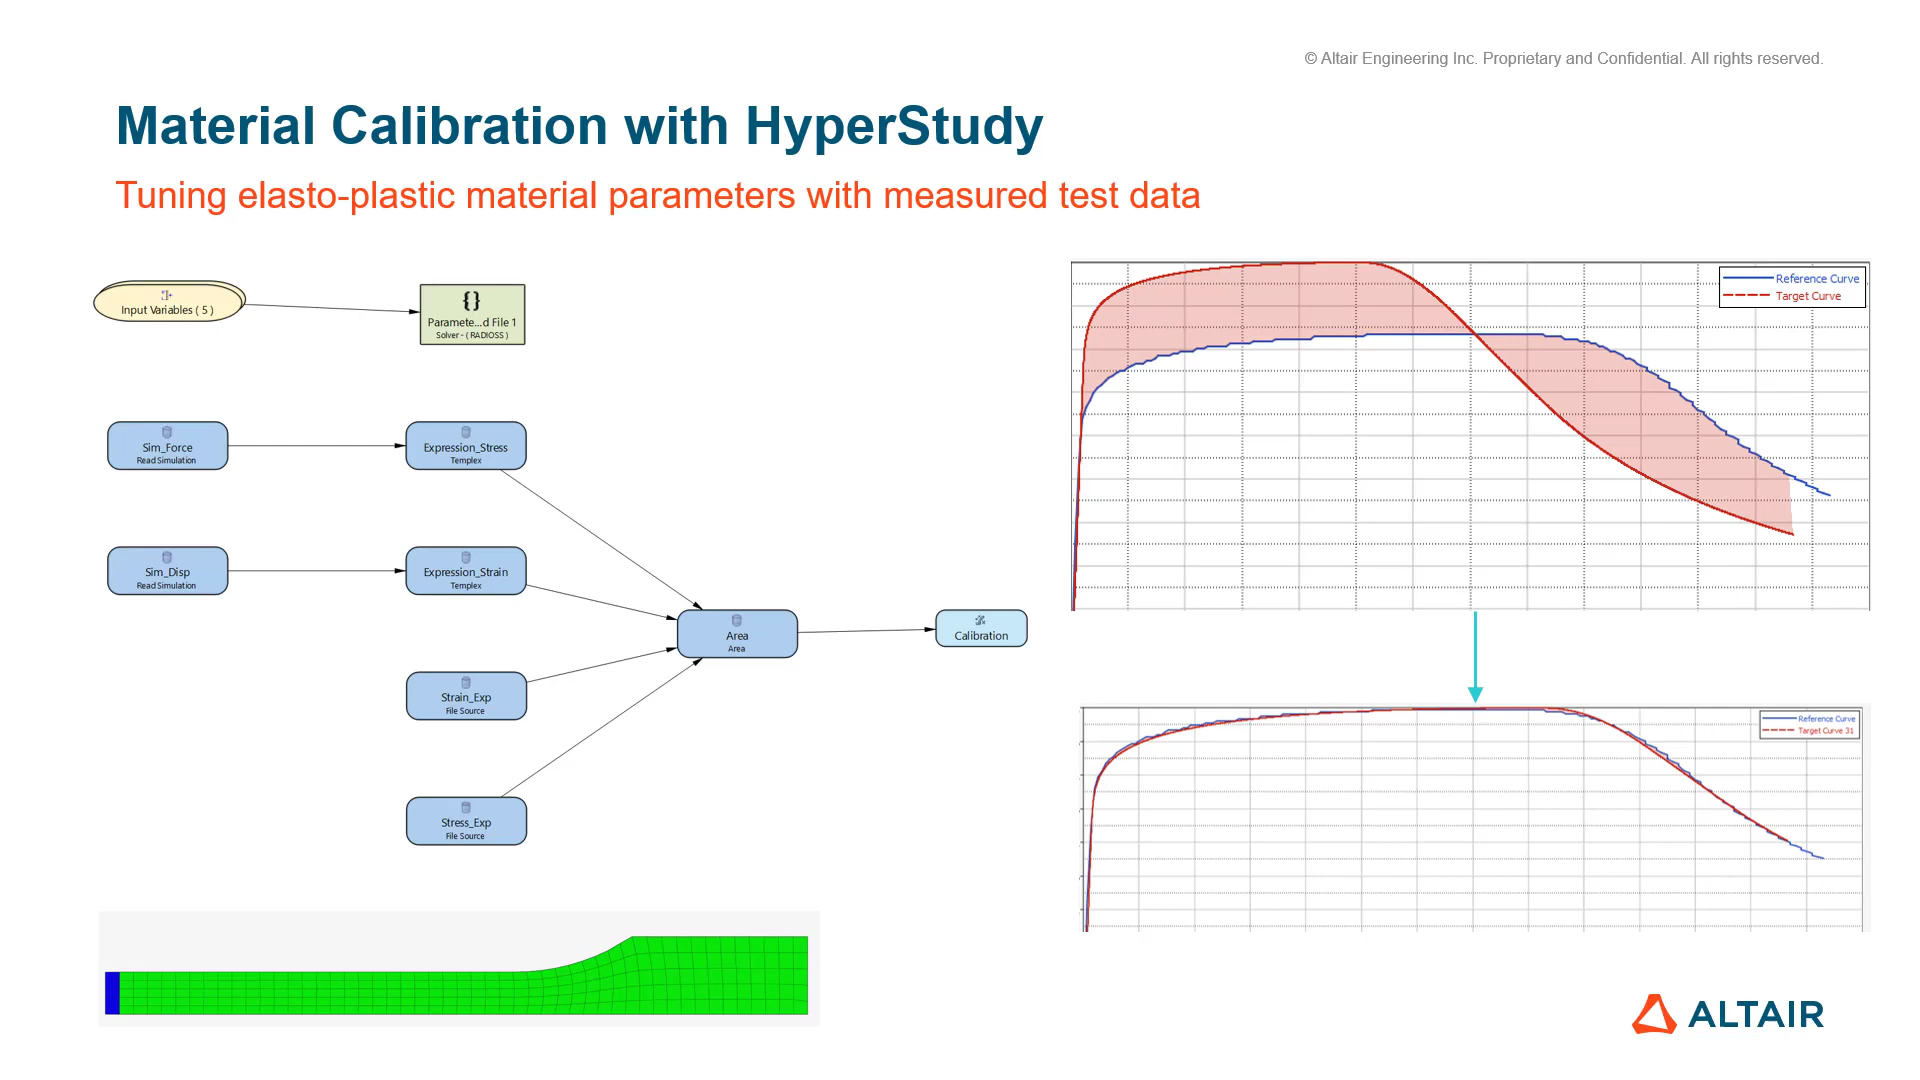 © Altair Engineering Inc. Proprietary and Confidential. All rights reserved.
Material Calibration with HyperStudy
Tuning elasto-plastic material parameters with measured test data
Input Variables ( 5 )
{}
Paramete...d File 1
Solver - ( RADIOSS )
Sim_Force
Read Simulation
Expression_Stress
Templex
Sim_Disp
Read Simulation
Expression_Strain
Templex
Area
Area
Calibration
Strain_Exp
File Source
Stress_Exp
File Source
Reference Curve
Target Curve
Reference Curve
Target Curve 31
ALTAIR